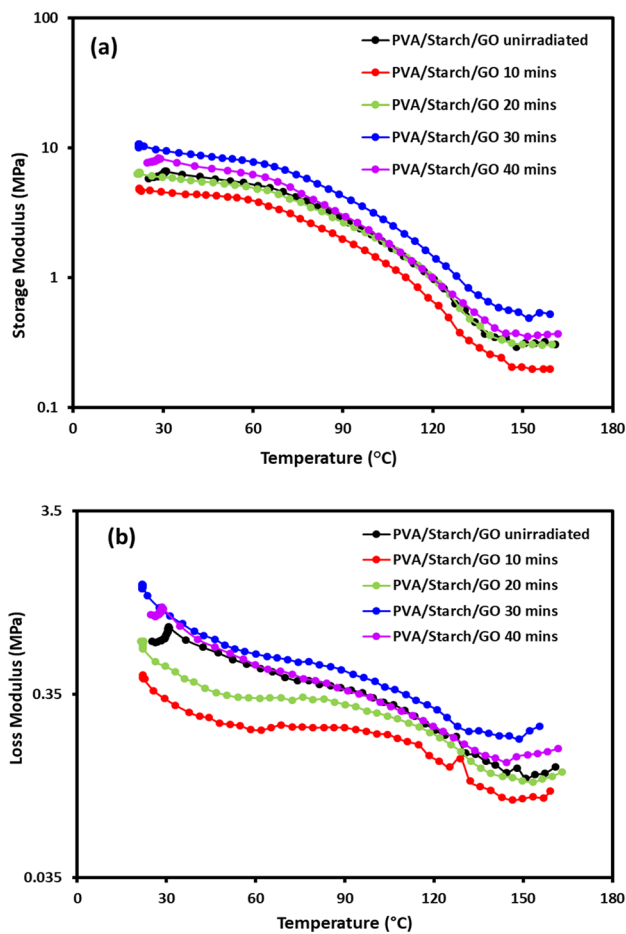 (a)
PVA/Starch/GO unirradiated
PVA/Starch/GO 10 mins
PVA/Starch/GO 20 mins
PVA/Starch/GO 30 mins
PVA/Starch/GO 40 mins
Storage Modulus (MPa)
100
10
1
0.1
0 30 60 90 120 150 180
Temperature (°C)
(b)
PVA/Starch/GO unirradiated
PVA/Starch/GO 10 mins
PVA/Starch/GO 20 mins
PVA/Starch/GO 30 mins
PVA/Starch/GO 40 mins
Loss Modulus (MPa)
3.5
0.35
0.035
0 30 60 90 120 150 180
Temperature (°C)